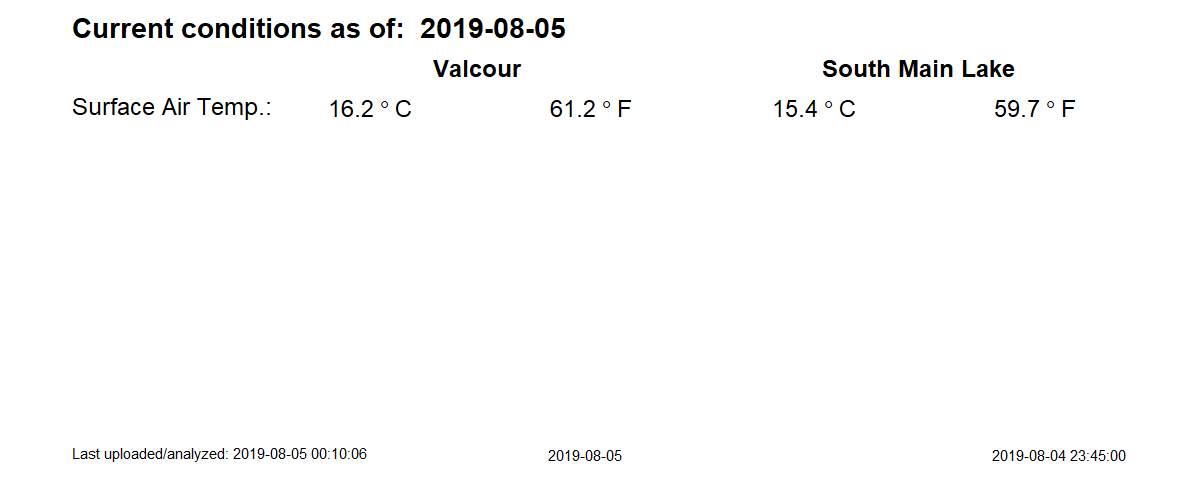 Current conditions as of: 2019-08-05
Valcour South Main Lake
Surface Air Temp.: 16.2 ° C 61.2 ° F 15.4 ° C 59.7 ° F
Last uploaded/analyzed: 2019-08-05 00:10:06 2019-08-05 2019-08-04 23:45:00